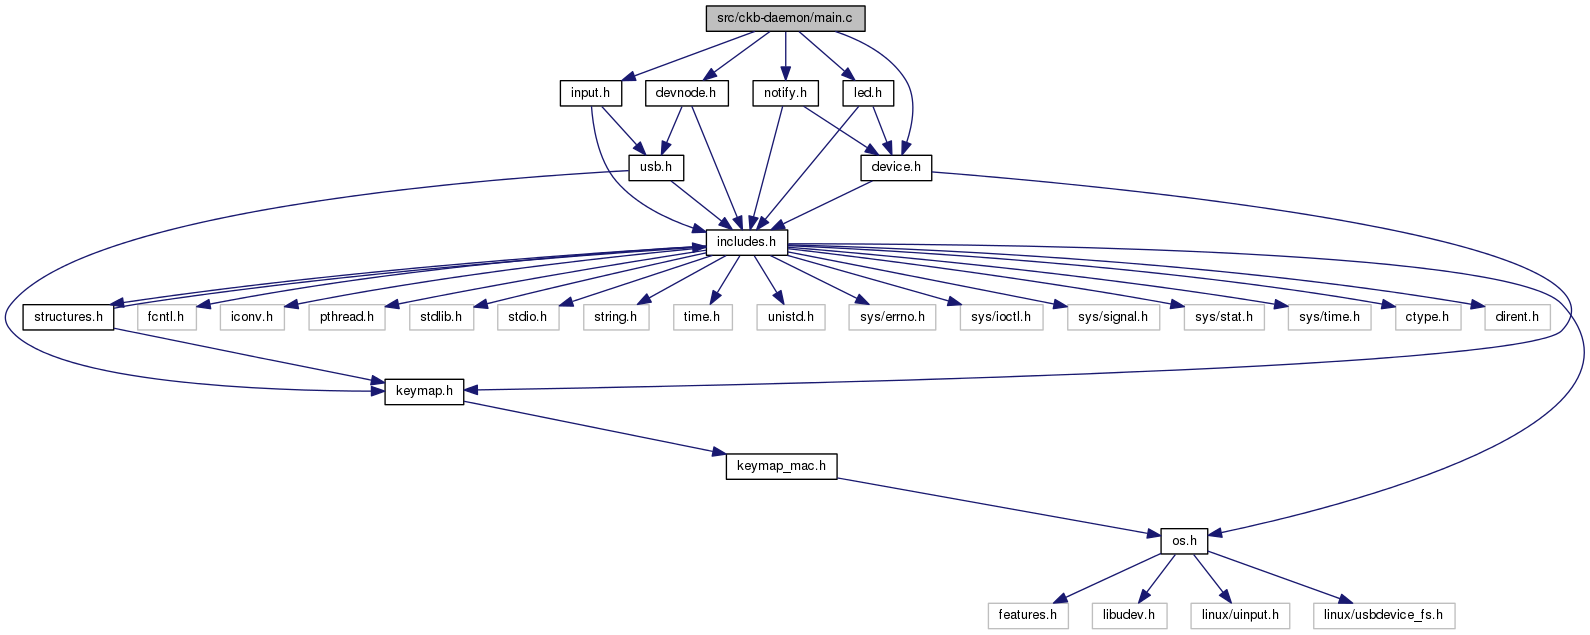 src/ckb-daemon/main.c
input.h
devnode.h
notify.h
led.h
usb.h
device.h
includes.h
structures.h
fcntl.h
iconv.h
pthread.h
stdlib.h
stdio.h
string.h
time.h
unistd.h
sys/errno.h
sys/ioctl.h
sys/signal.h
sys/stat.h
sys/time.h
ctype.h
dirent.h
keymap.h
keymap_mac.h
os.h
features.h
libudev.h
linux/uinput.h
linux/usbdevice_fs.h